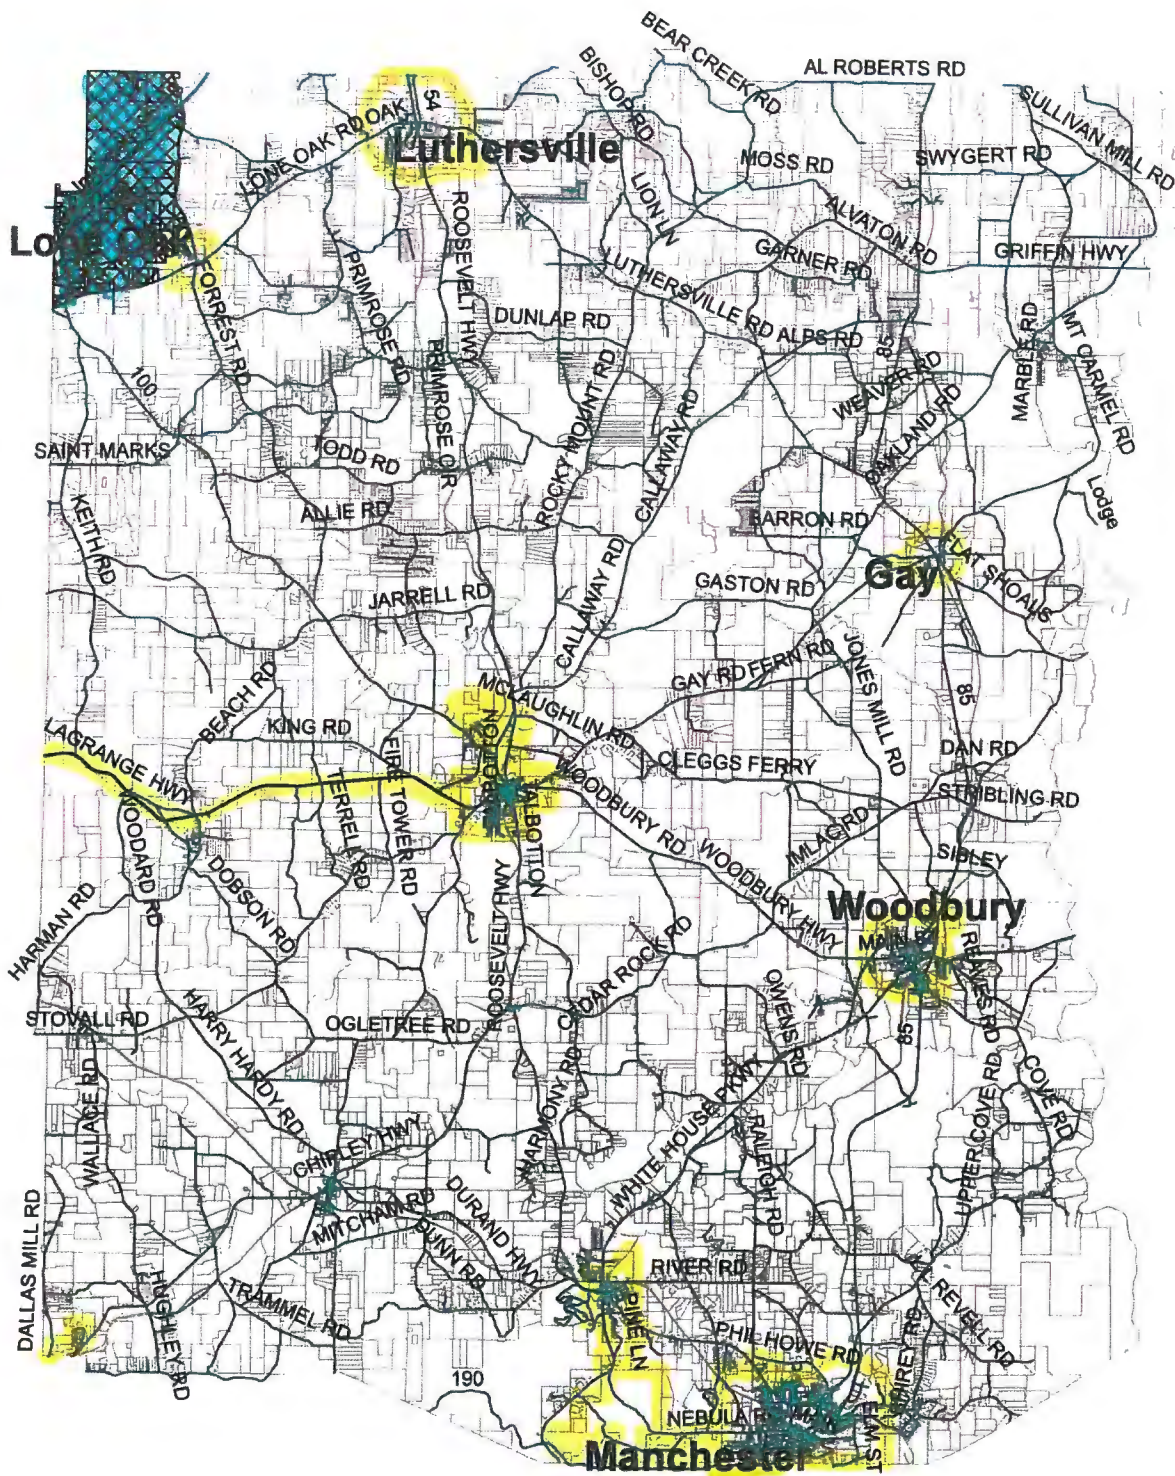 BEAR CREEK RD
AL ROBERTS RD
BISHOP RD
SULLIVAN MILL RD
54
LONE OAK RD
OAK
Luthersville
MOSS RD
SWYGERT RD
LION LN
ROOSEVELT HWY
ALVATON RD
GRIFFIN HWY
GARNER RD
PRIMROSE RD
LUTHERSVILLE RD
ALPS RD
DUNLAP RD
85
MARBLE RD
MT CARMEL RD
PRIMROSE CIR
ROCKY MOUNT RD
WEAVER RD
100
CALLAWAY RD
OAKLAND RD
SAINT MARKS
TODD RD
Lodge
KEITH RD
ALLIE RD
BARRON RD
FLAT SHOALS
Gay
JARRELL RD
CALLAWAY RD
GASTON RD
JONES MILL RD
GAY RD
FERN RD
85
BEACH RD
MCLAUGHLIN RD
KING RD
LAGRANGE HWY
FIRE TOWER RD
CLEGGS FERRY
DAN RD
WOODBURY RD
TERRELL RD
TALBOTTON
STRIBLING RD
WOODARD RD
IMLAC RD
SIBLEY
DOBSON RD
WOODBURY HWY
HARMAN RD
ROOSEVELT HWY
Woodbury
CEDAR ROCK RD
OWENS RD
REAVES RD
STOVALL RD
HARRY HARDY RD
OGLETREE RD
85
WALLACE RD
HARMONY RD
WHITE HOUSE PKWY
RALEIGH RD
UPPER COVE RD
COVE RD
CHIPLEY HWY
MITCHAM RD
DURAND HWY
DUNN RD
DALLAS MILL RD
HUGHLEY RD
TRAMMEL RD
RIVER RD
PINE LN
PHIL HOWE RD
REVELL RD
190
ELM ST
Manchester